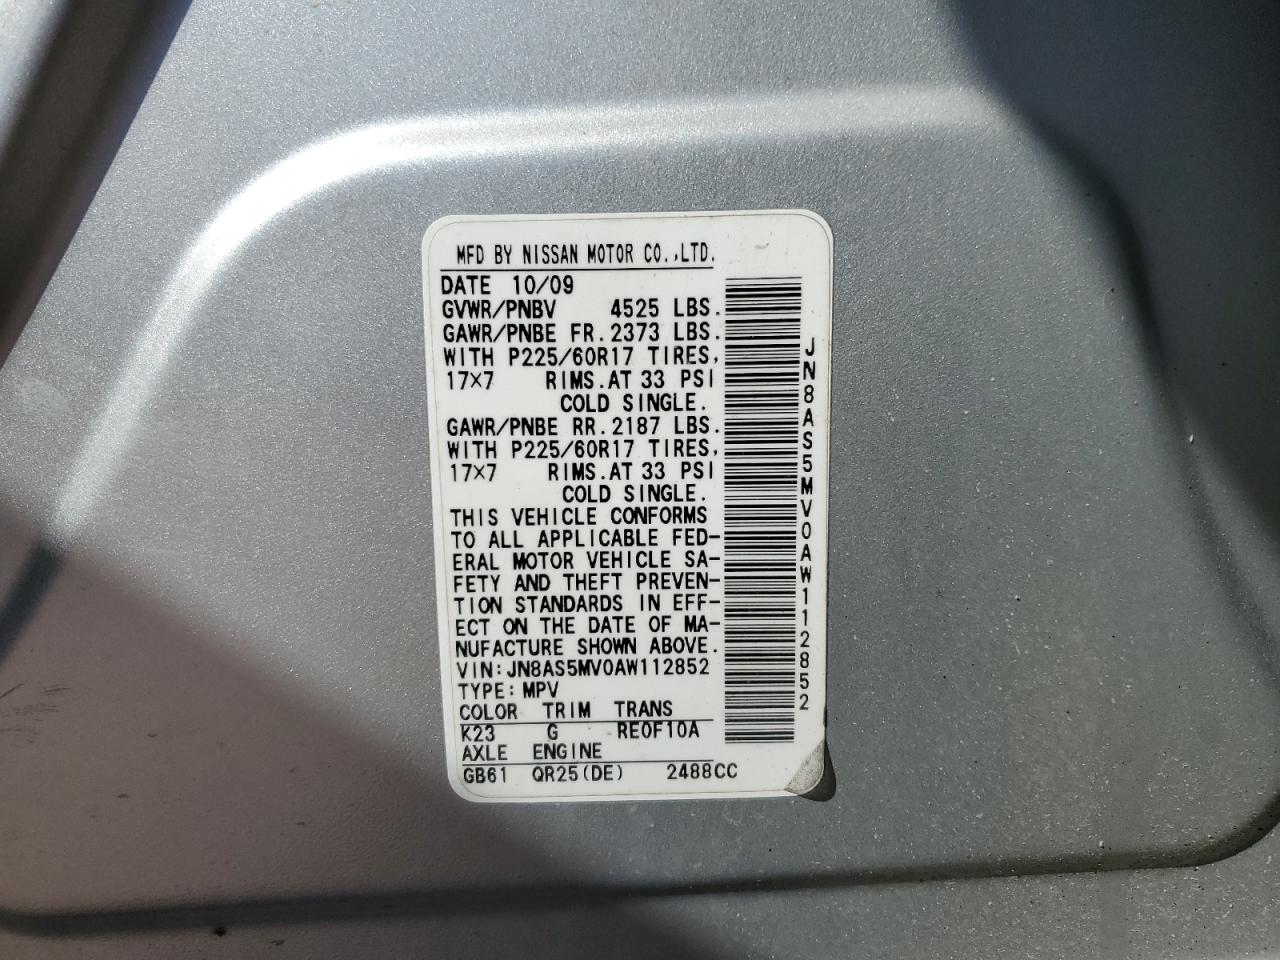 MFD BY NISSAN MOTOR CO.,LTD.
DATE 10/09
GVWR/PNBV 4525 LBS.
GAWR/PNBE FR.2373 LBS.
WITH P225/60R17 TIRES,
17×7 RIMS.AT 33 PSI
COLD SINGLE.
GAWR/PNBE RR.2187 LBS.
WITH P225/60R17 TIRES,
17×7 RIMS.AT 33 PSI
COLD SINGLE.
THIS VEHICLE CONFORMS
TO ALL APPLICABLE FED-
ERAL MOTOR VEHICLE SA-
FETY AND THEFT PREVEN-
TION STANDARDS IN EFF-
ECT ON THE DATE OF MA-
NUFACTURE SHOWN ABOVE.
VIN:JN8AS5MV0AW112852
TYPE:MPV
COLOR TRIM TRANS
K23 G RE0F10A
AXLE ENGINE
GB61 QR25(DE) 2488CC
JN8AS5MV0AW112852